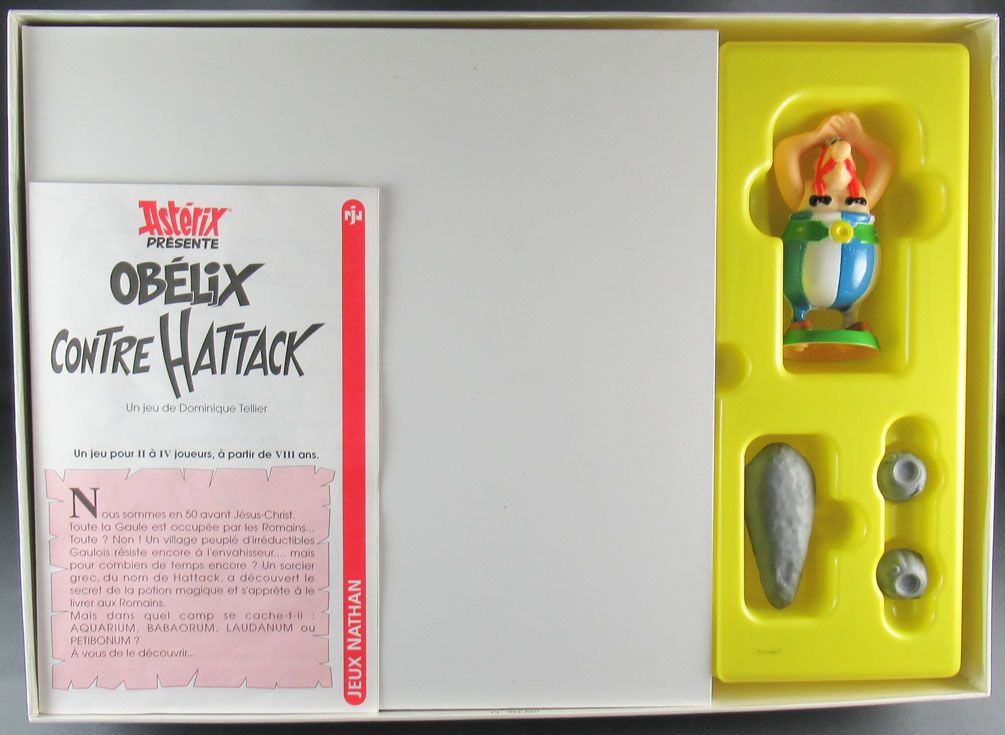 Astérix
PRÉSENTE
OBÉLIX
CONTRE HATTACK
Un jeu de Dominique Tellier
Un jeu pour II à IV joueurs, à partir de VIII ans.
Nous sommes en 50 avant Jésus-Christ.
Toute la Gaule est occupée par les Romains...
Toute ? Non ! Un village peuplé d'irréductibles
Gaulois résiste encore à l'envahisseur..., mais
pour combien de temps encore ? Un sorcier
grec, du nom de Hattack, a découvert le
secret de la potion magique et s'apprête à le
livrer aux Romains.
Mais dans quel camp se cache-t-il :
AQUARIUM, BABAORUM, LAUDANUM ou
PETIBONUM ?
À vous de le découvrir...
JEUX NATHAN